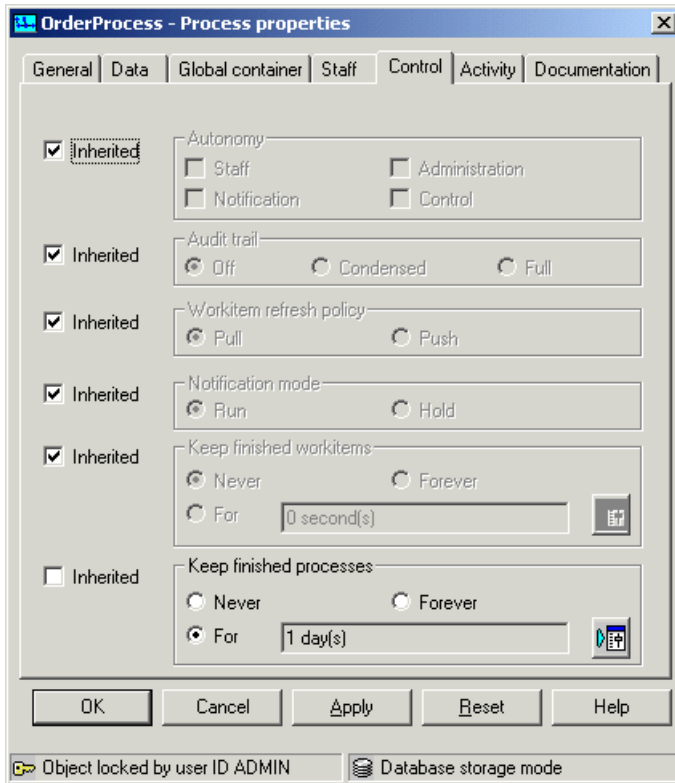 OrderProcess - Process properties
General Data Global container Staff Control Activity Documentation
Inherited
Autonomy
Staff Administration
Notification Control
Inherited
Audit trail
Off Condensed Full
Inherited
Workitem refresh policy
Pull Push
Inherited
Notification mode
Run Hold
Inherited
Keep finished workitems
Never Forever
For 0 second(s)
Inherited
Keep finished processes
Never Forever
For 1 day(s)
OK Cancel Apply Reset Help
Object locked by user ID ADMIN Database storage mode